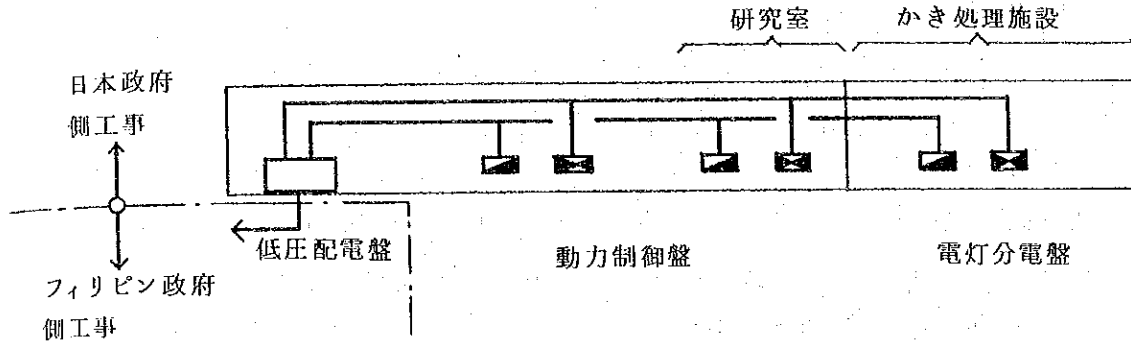 研究室
かき処理施設
日本政府
側工事
低圧配電盤
動力制御盤
電灯分電盤
フィリピン政府
側工事